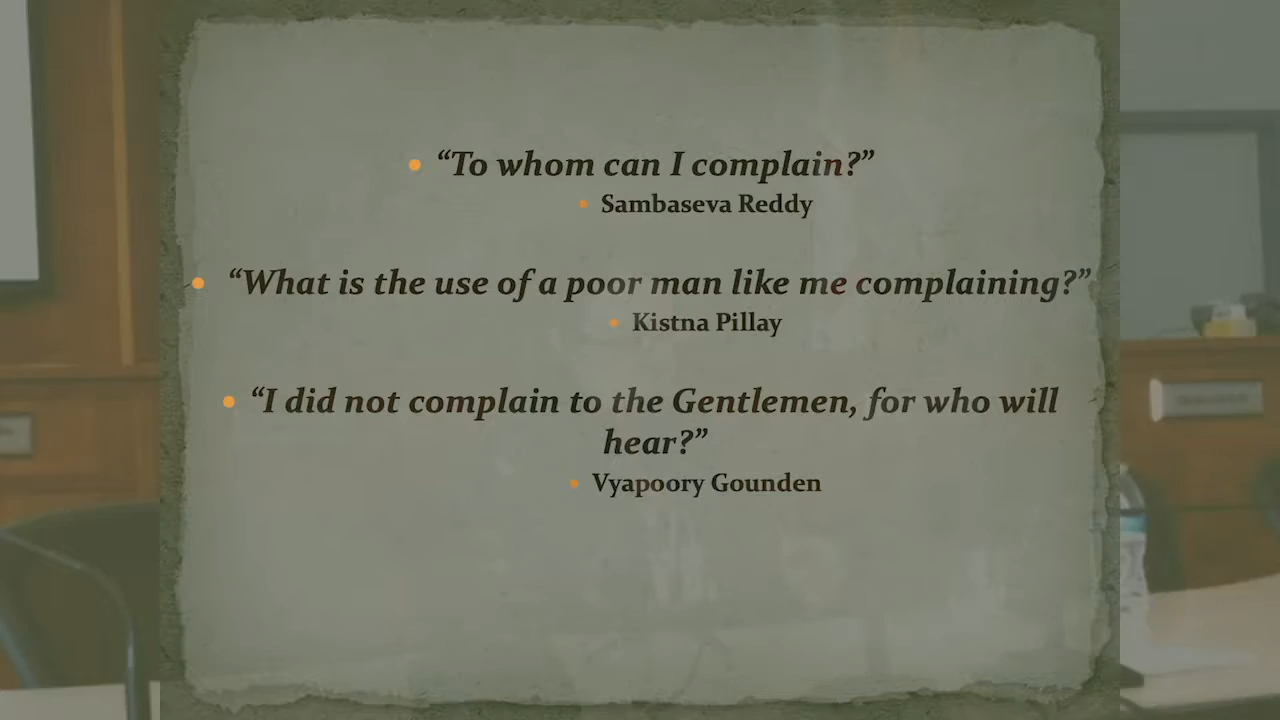 • “To whom can I complain?”
• Sambaseva Reddy
• “What is the use of a poor man like me complaining?”
• Kistna Pillay
• “I did not complain to the Gentlemen, for who will
hear?”
• Vyapoory Gounden